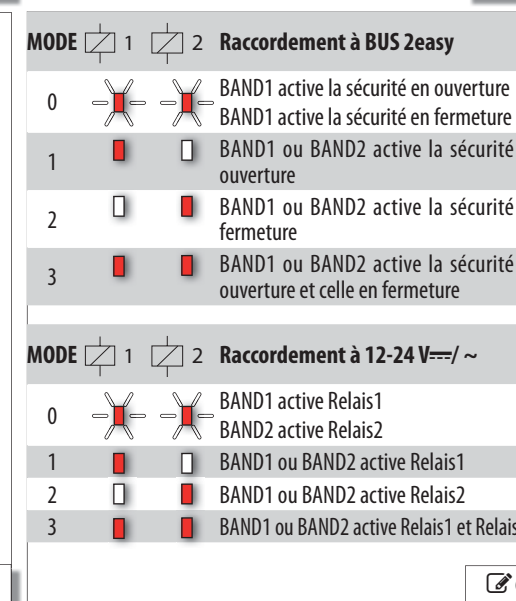 MODE 1 2 Raccordement à BUS 2easy
0 BAND1 active la sécurité en ouverture
BAND1 active la sécurité en fermeture
1 BAND1 ou BAND2 active la sécurité
ouverture
2 BAND1 ou BAND2 active la sécurité
fermeture
3 BAND1 ou BAND2 active la sécurité
ouverture et celle en fermeture
MODE 1 2 Raccordement à 12-24 V⎓/ ~
0 BAND1 active Relais1
BAND2 active Relais2
1 BAND1 ou BAND2 active Relais1
2 BAND1 ou BAND2 active Relais2
3 BAND1 ou BAND2 active Relais1 et Relais